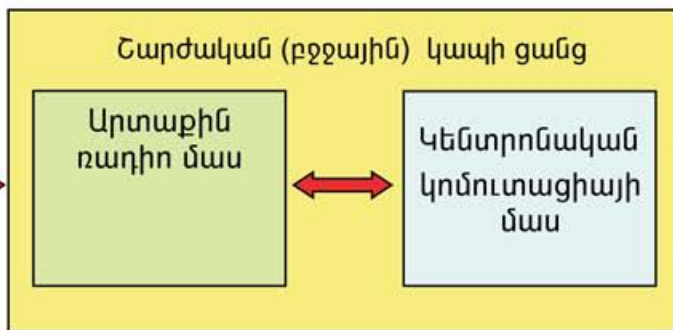 Շարժական (բջջային) կապի ցանց
Արտաքին
ռադիո մաս
Կենտրոնական
կոմուտացիայի
մաս